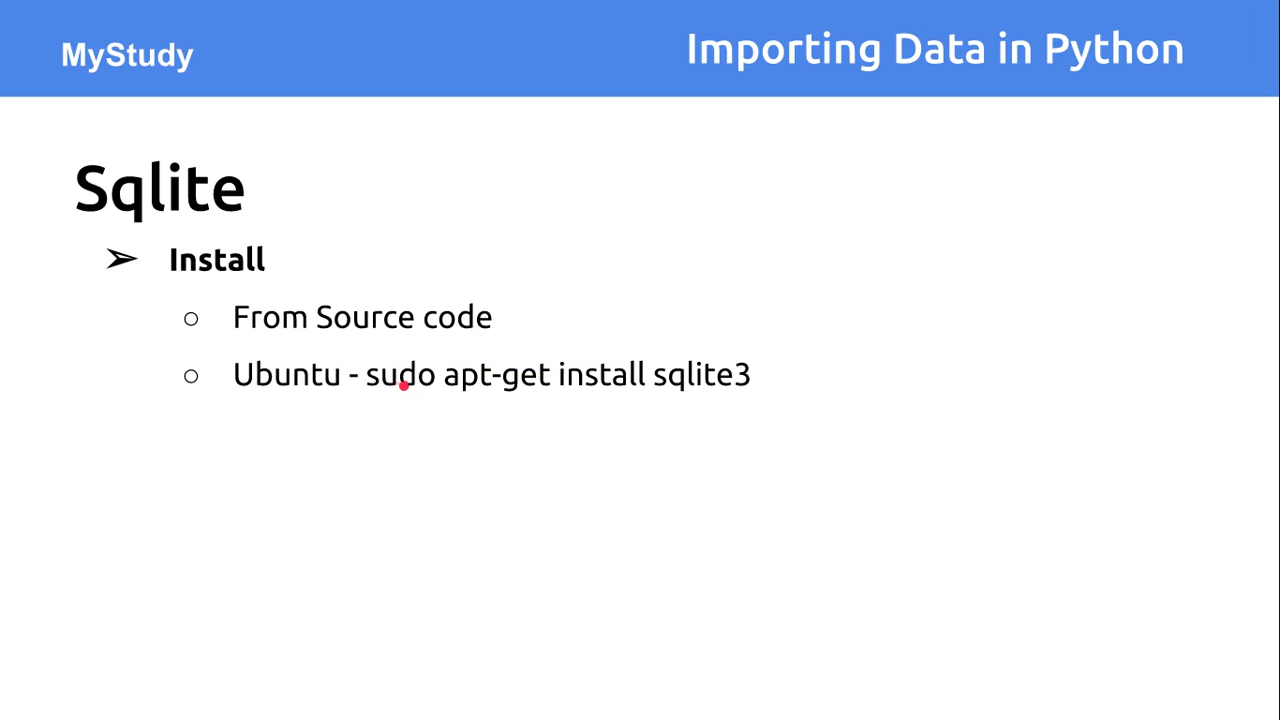 MyStudy
Importing Data in Python
Sqlite
➢ Install
○ From Source code
○ Ubuntu - sudo apt-get install sqlite3